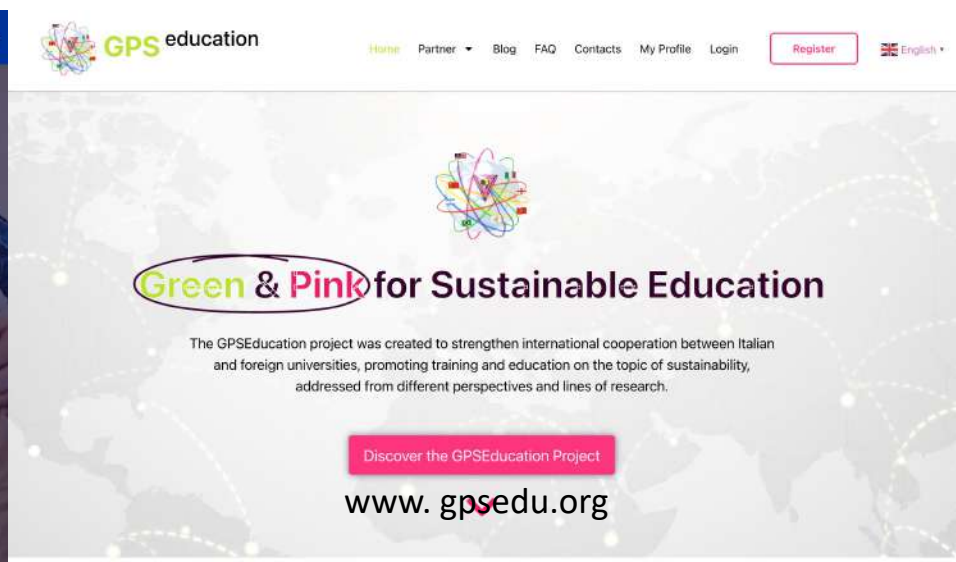 GPS education
Home Partner Blog FAQ Contacts My Profile Login Register English
Green & Pink for Sustainable Education
The GPSEducation project was created to strengthen international cooperation between Italian
and foreign universities, promoting training and education on the topic of sustainability,
addressed from different perspectives and lines of research.
Discover the GPSEducation Project
www. gpsedu.org